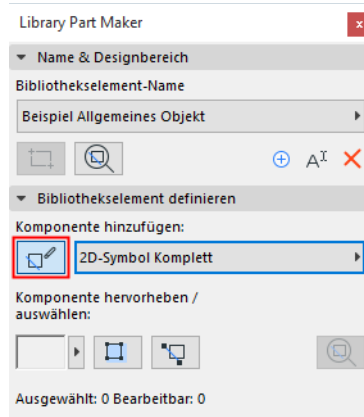 Library Part Maker
Name & Designbereich
Bibliothekselement-Name
Beispiel Allgemeines Objekt
Bibliothekselement definieren
Komponente hinzufügen:
2D-Symbol Komplett
Komponente hervorheben /
auswählen:
Ausgewählt: 0 Bearbeitbar: 0